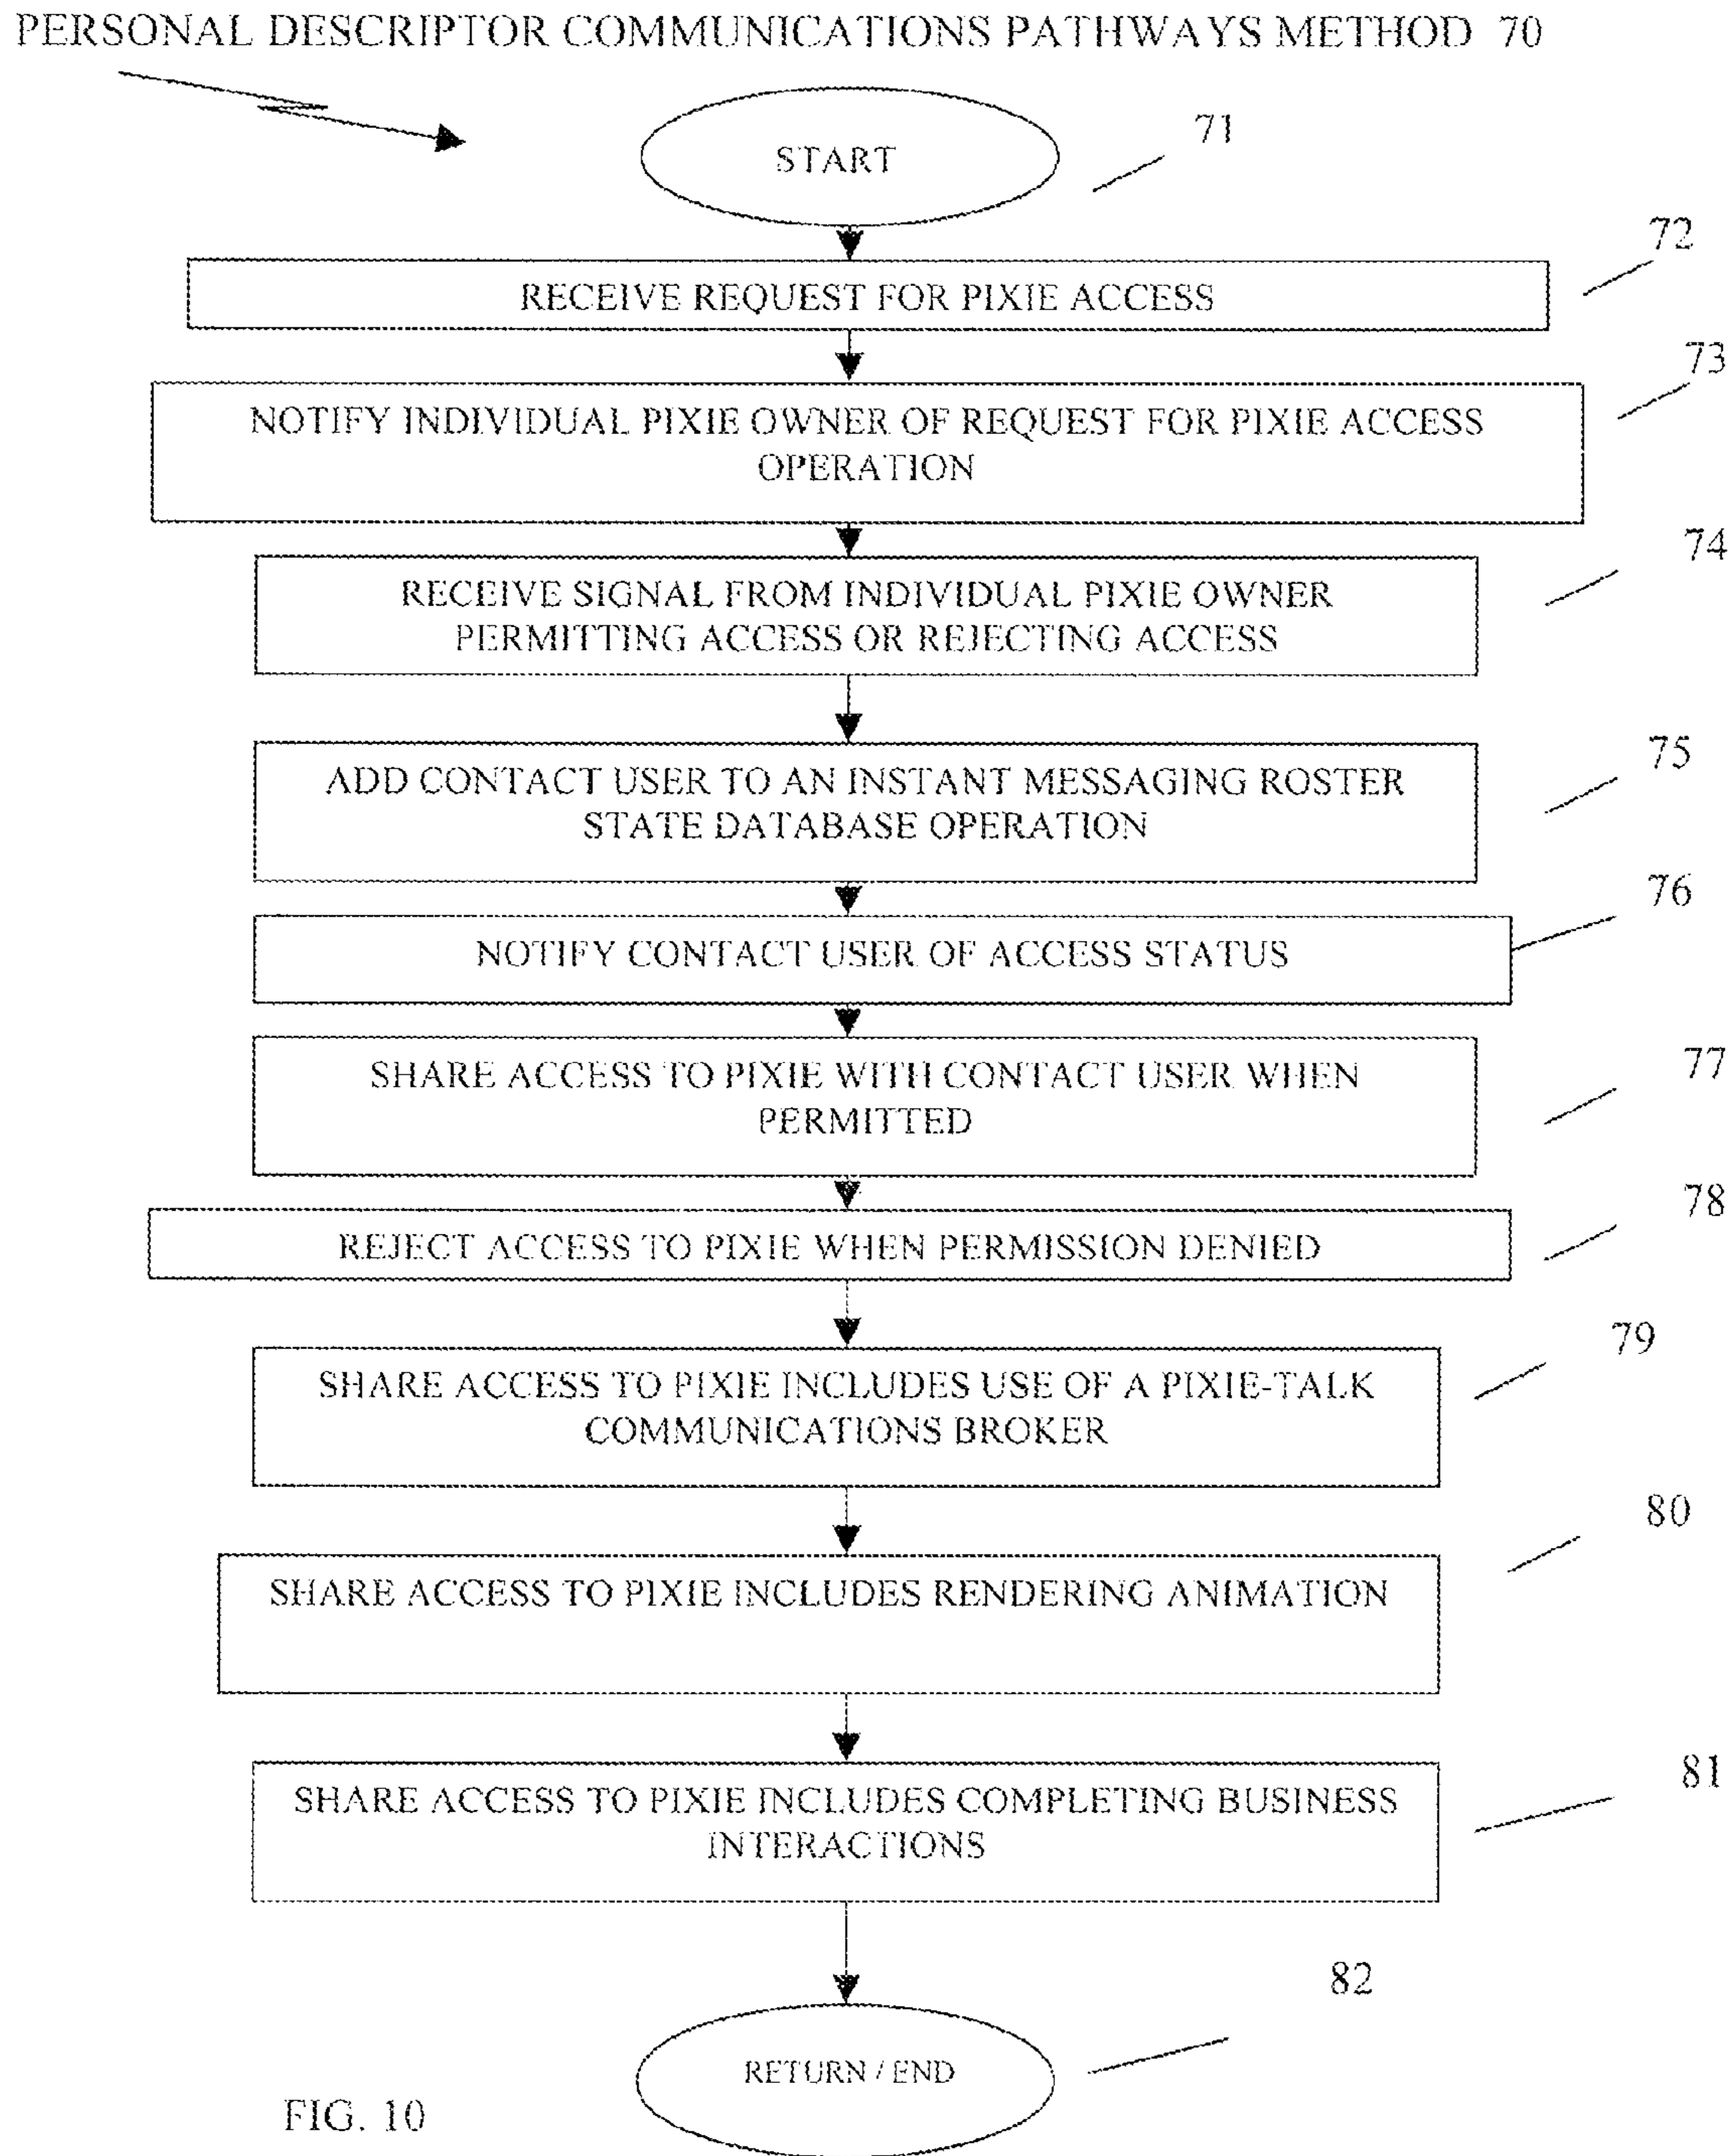 PERSONAL DESCRIPTOR COMMUNICATIONS PATHWAYS METHOD 70
START
71
RECEIVE REQUEST FOR PIXIE ACCESS
72
NOTIFY INDIVIDUAL PIXIE OWNER OF REQUEST FOR PIXIE ACCESS
OPERATION
73
RECEIVE SIGNAL FROM INDIVIDUAL PIXIE OWNER
PERMITTING ACCESS OR REJECTING ACCESS
74
ADD CONTACT USER TO AN INSTANT MESSAGING ROSTER
STATE DATABASE OPERATION
75
NOTIFY CONTACT USER OF ACCESS STATUS
76
SHARE ACCESS TO PIXIE WITH CONTACT USER WHEN
PERMITTED
77
REJECT ACCESS TO PIXIE WHEN PERMISSION DENIED
78
SHARE ACCESS TO PIXIE INCLUDES USE OF A PIXIE-TALK
COMMUNICATIONS BROKER
79
SHARE ACCESS TO PIXIE INCLUDES RENDERING ANIMATION
80
SHARE ACCESS TO PIXIE INCLUDES COMPLETING BUSINESS
INTERACTIONS
81
RETURN / END
82
FIG. 10